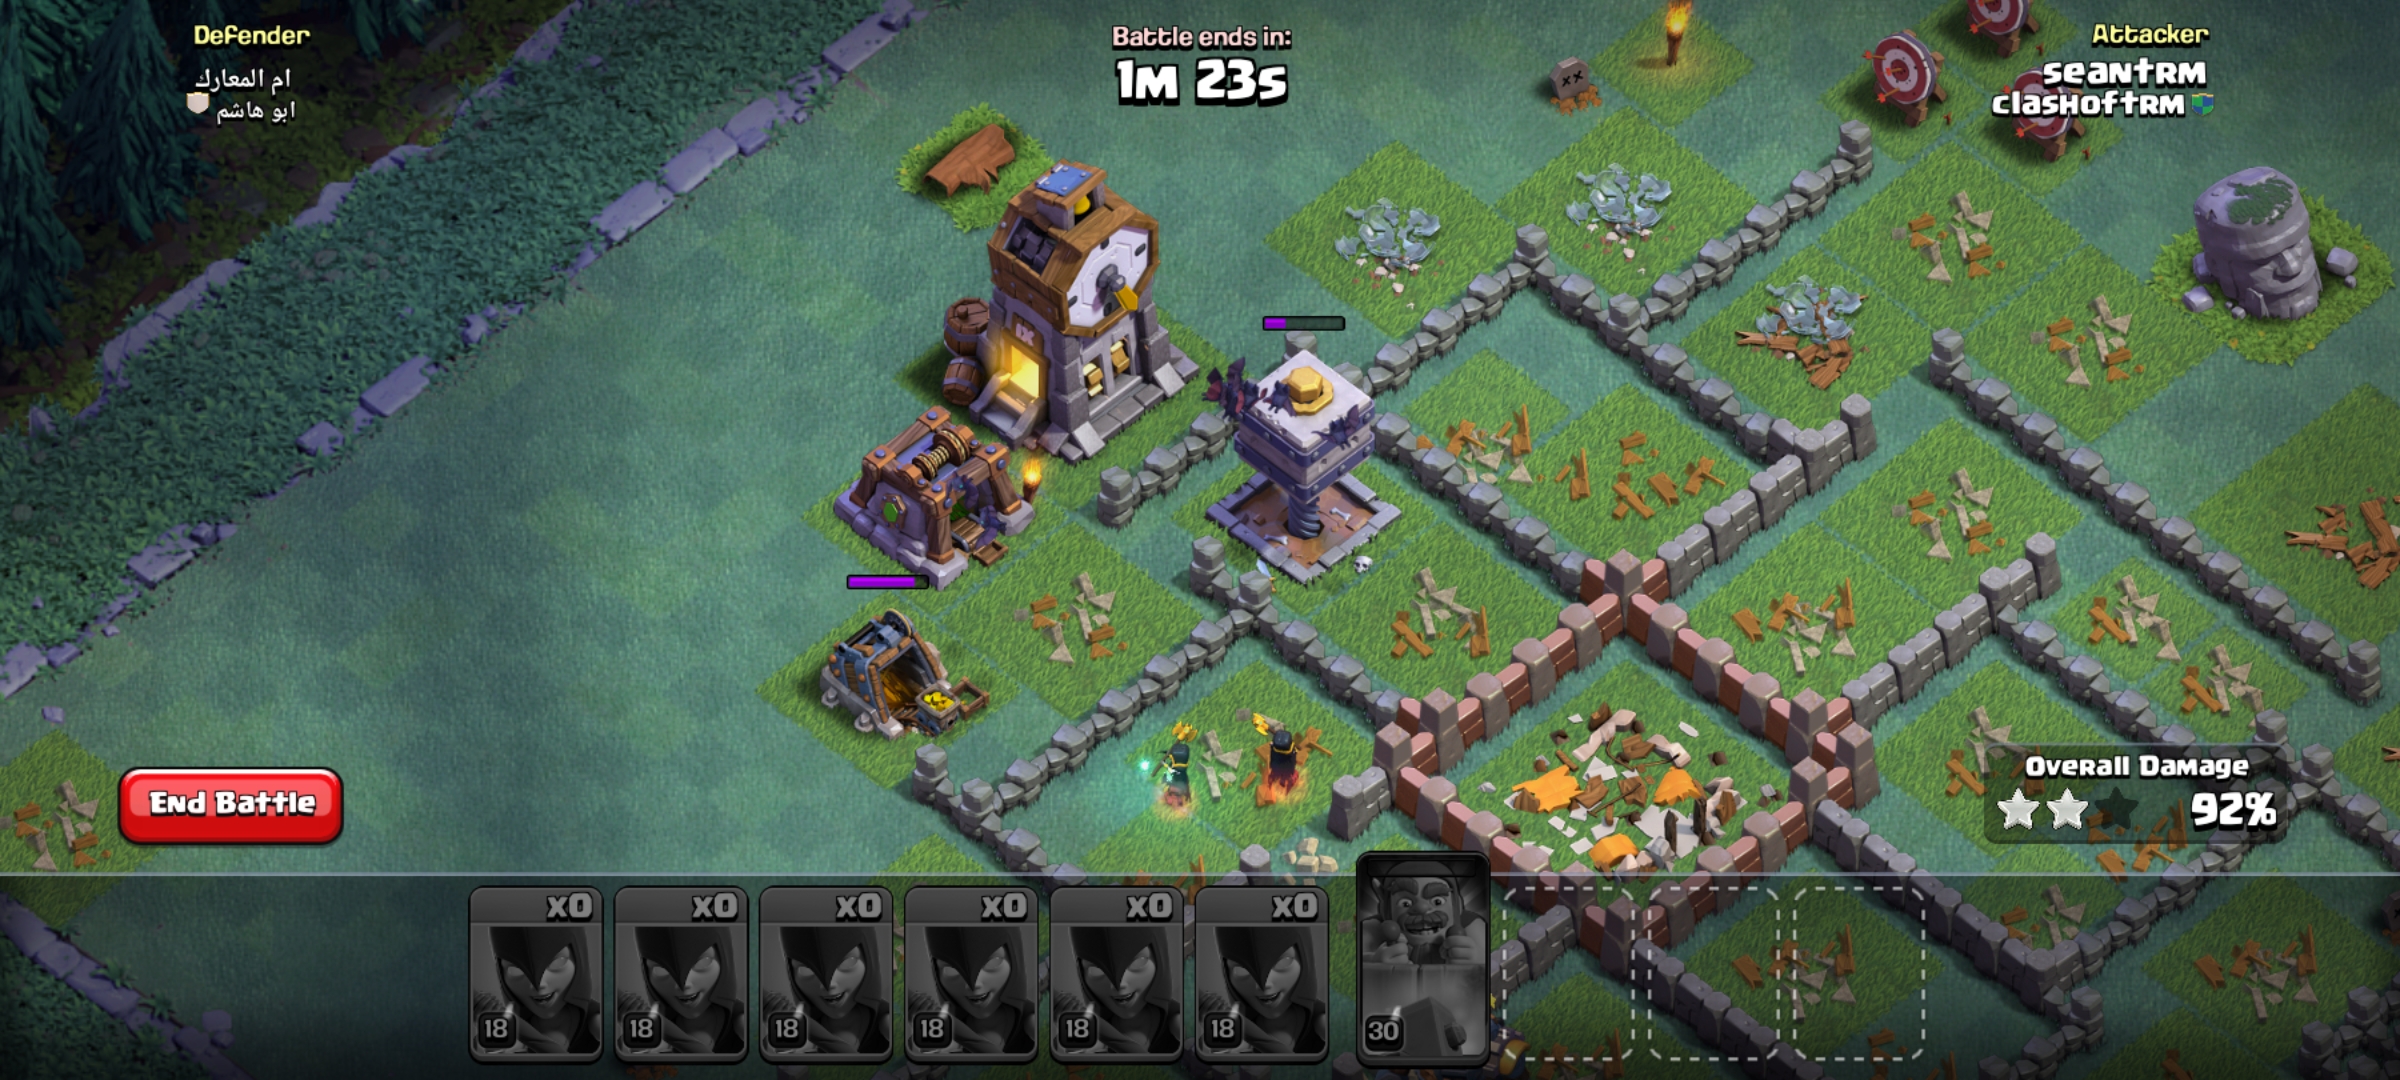 Defender
ام المعارك
ابو هاشم
Battle ends in:
1M 23s
Attacker
seantRM
clashoftRM
End Battle
Overall Damage
92%
x0
x0
x0
x0
x0
x0
18
18
18
18
18
18
30